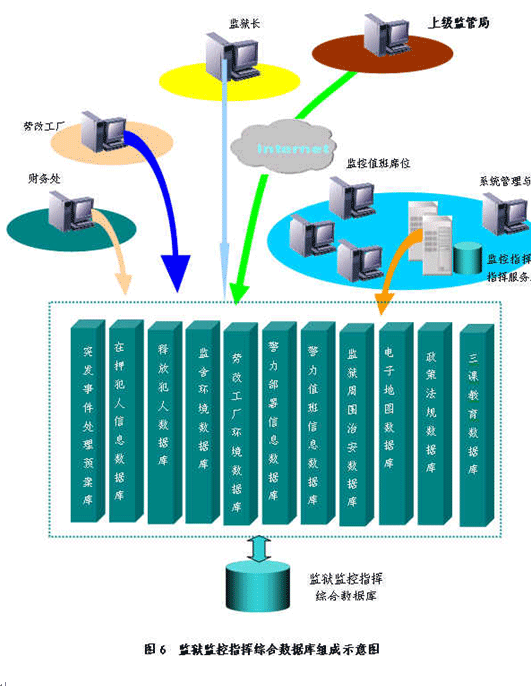 监狱长
上级监管局
劳改工厂
Internet
财务处
监控值班席位
系统管理总
监控指挥
指挥服务
突发事件处理预案库
在押犯人信息数据库
释放犯人数据库
监舍环境数据库
劳改工厂环境数据库
警力部署信息数据库
警力值班信息数据库
监狱周围治安数据库
电子地图数据库
政策法规数据库
三课教育数据库
监狱监控指挥
综合数据库
图6 监狱监控指挥综合数据库组成示意图